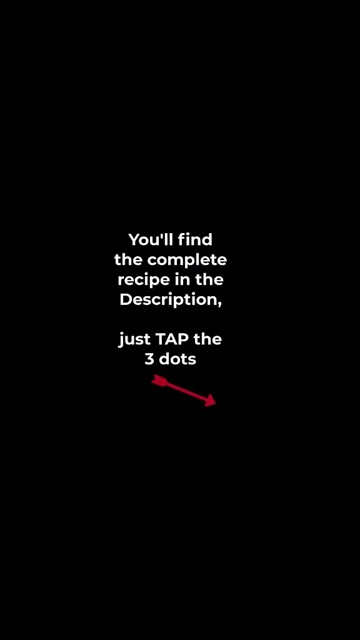 You'll find
the complete
recipe in the
Description,
just TAP the
3 dots